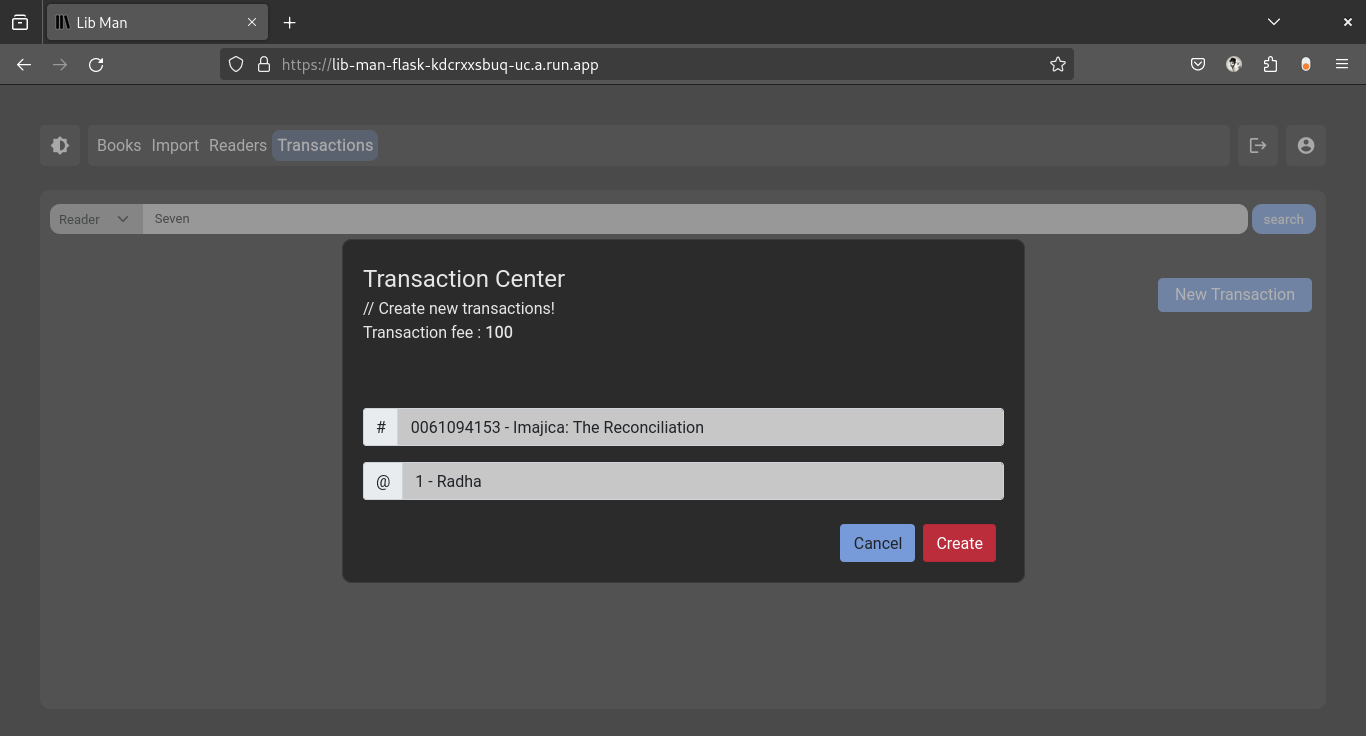 Lib Man
https://lib-man-flask-kdcrxxsbuq-uc.a.run.app
Books Import Readers Transactions
Reader Seven search
New Transaction
Transaction Center
// Create new transactions!
Transaction fee : 100
# 0061094153 - Imajica: The Reconciliation
@ 1 - Radha
Cancel Create